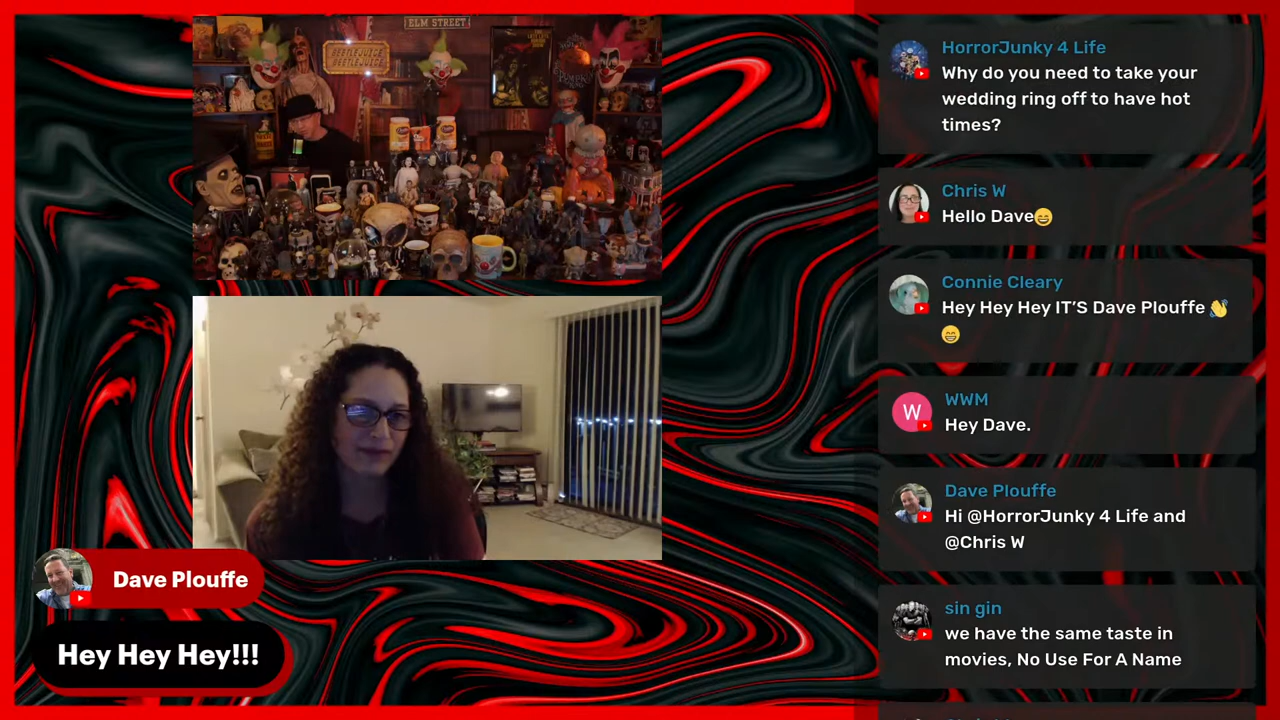 ELM STREET
BEETLEJUICE
BEETLEJUICE
HorrorJunky 4 Life
Why do you need to take your
wedding ring off to have hot
times?
Chris W
Hello Dave😄
Connie Cleary
Hey Hey Hey IT'S Dave Plouffe 👋
😄
W
WWM
Hey Dave.
Dave Plouffe
Hi @HorrorJunky 4 Life and
@Chris W
sin gin
we have the same taste in
movies, No Use For A Name
Dave Plouffe
Hey Hey Hey!!!